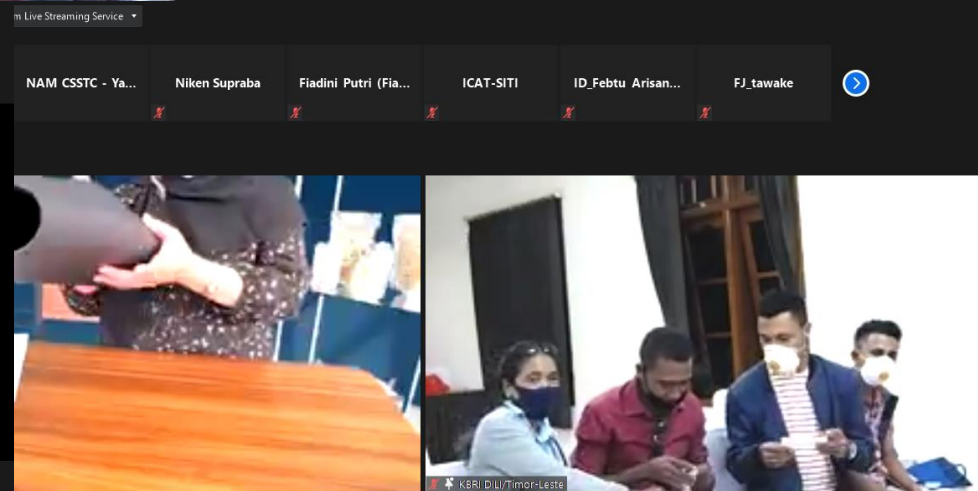 m Live Streaming Service
NAM CSSTC - Ya...
Niken Supraba
Fiadini Putri (Fia...
ICAT-SITI
ID_Febtu Arisan...
FJ_tawake
KBRI DILI/Timor-Leste